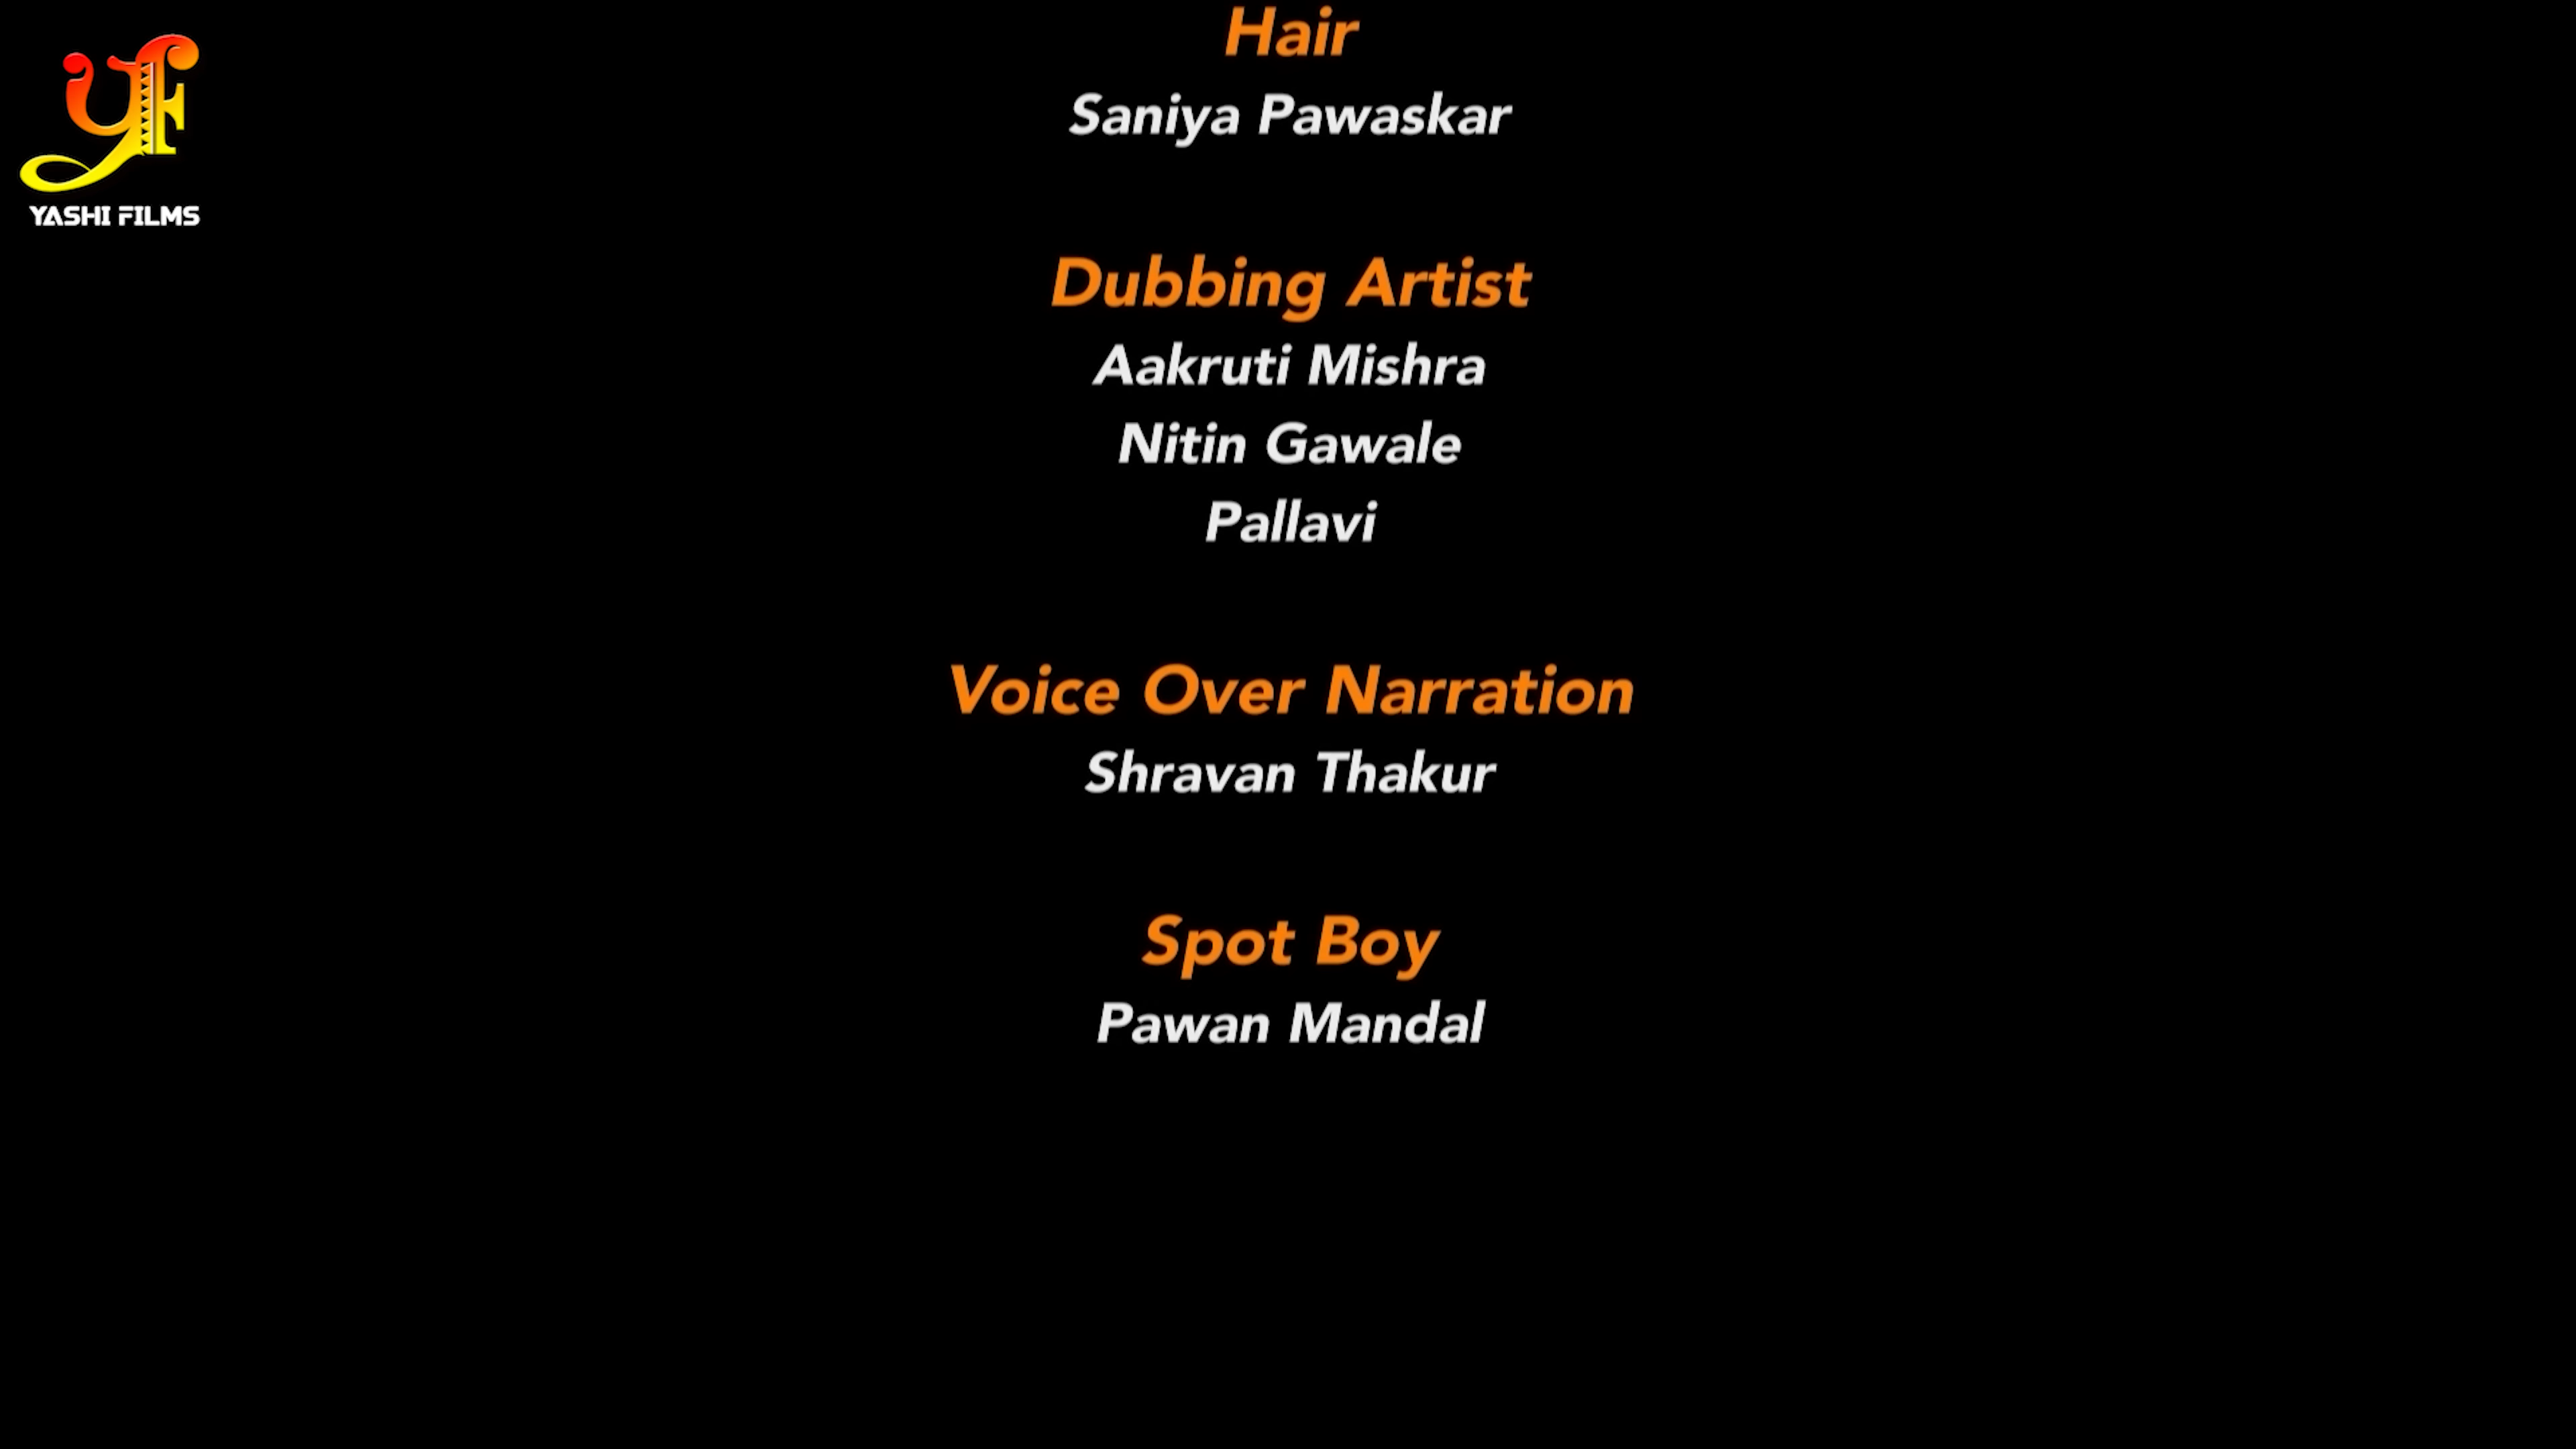 Hair
Saniya Pawaskar
YF
YASHI FILMS
Dubbing Artist
Aakruti Mishra
Nitin Gawale
Pallavi
Voice Over Narration
Shravan Thakur
Spot Boy
Pawan Mandal